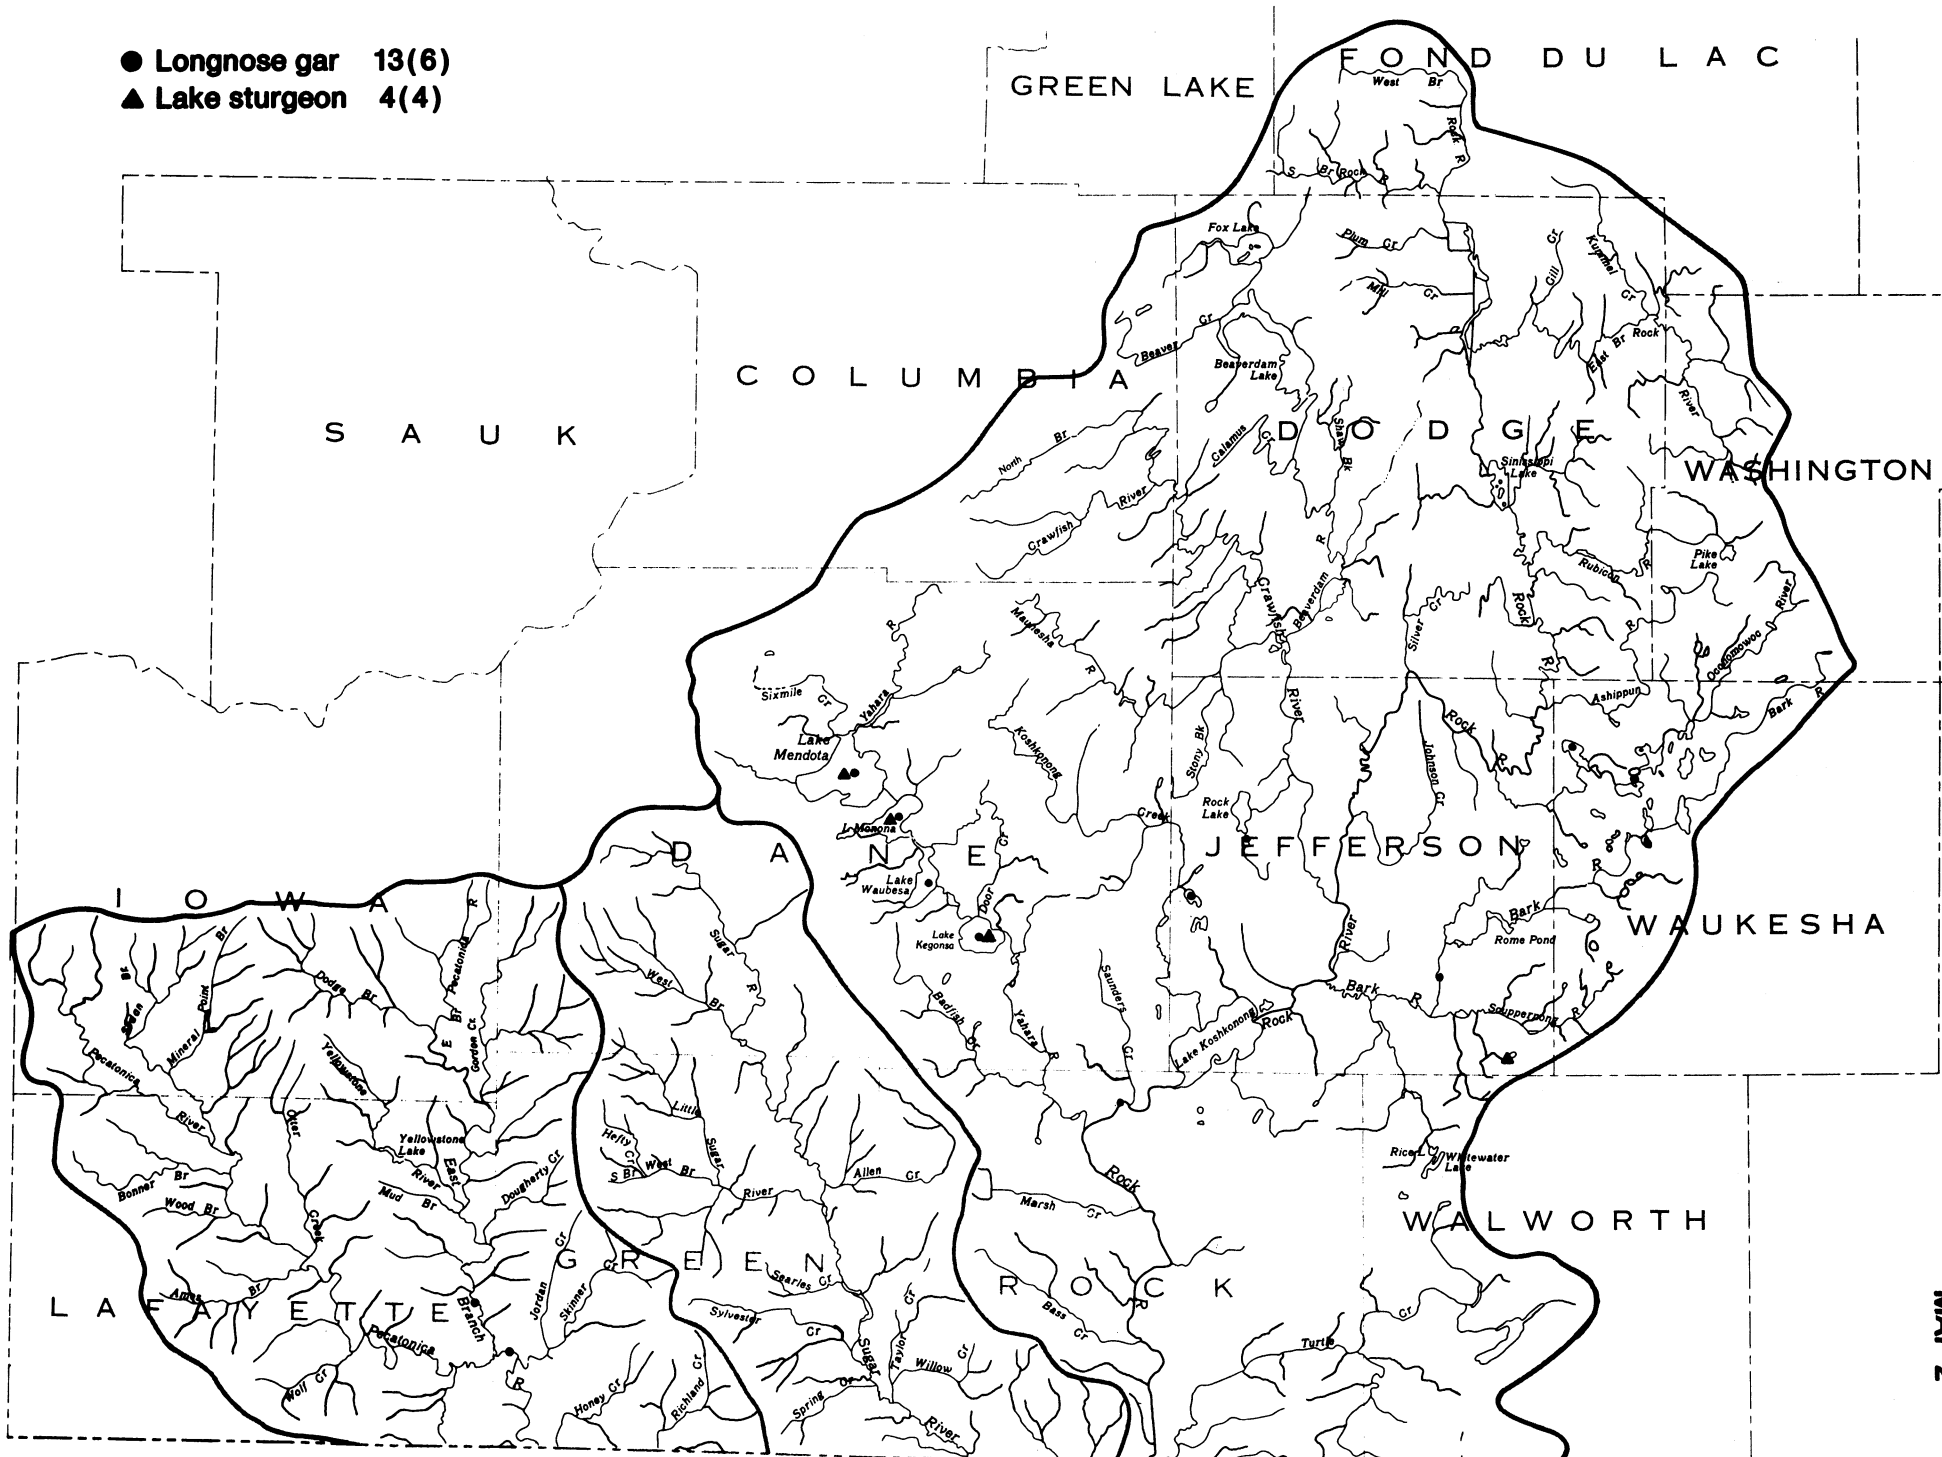 ● Longnose gar 13(6)
▲ Lake sturgeon 4(4)
FOND DU LAC
GREEN LAKE
West Br
Rock R
S Br Rock R
Fox Lake
Plum Cr
Gill Cr
Kummel Cr
Mill Cr
Beaver Cr
East Br Rock
River
Beaverdam
Lake
COLUMBIA
SAUK
DODGE
North Br
Calamus Cr
Shaw Bk
Sinissippi
Lake
WASHINGTON
Crawfish River
R
Rubicon R
Pike
Lake
Crawfish
Beaverdam
Silver Cr
Rock
R
Oconomowoc
River
Maunesha
R
R
R
Sixmile Cr
Yahara
River
Ashippun
Bark R
Rock
R
Lake
Mendota
Koshkonong
Stony Bk
Johnson Cr
Rock
Lake
Creek
L Monona
JEFFERSON
DANE
Cr
Door
Lake
Waubesa
R
IOWA
WAUKESHA
Bark
Rome Pond
Lake
Kegonsa
River
Br
R
Pecatonica
Sugar
R
West Br
Dodge Br
Mineral Point
Br
E
Gordon Cr
Badfish
Cr
Yahara
R
Saunders
Cr
Bark R
Scuppernong
R
Lake Koshkonong
Rock
Pecatonica
River
Yellowstone
Otter
Little
Sugar
Hefty
Cr
S Br
West Br
Yellowstone
Lake
River
East
Dougherty Cr
Bonner Br
Wood Br
Mud Br
Allen Cr
River
Rice L
Whitewater
Lake
Rock
Marsh Cr
WALWORTH
Creek
GREEN
Cr
Jordan
Skinner
Cr
Searles Cr
ROCK
R
LAFAYETTE
Ames Br
Branch
Sylvester
Cr
Bass
Cr
Cr
Turtle
Pecatonica
R
Sugar
Taylor
Cr
Willow Cr
Wolf Cr
Honey Cr
Richland
Cr
Spring Cr
River
MAP 2